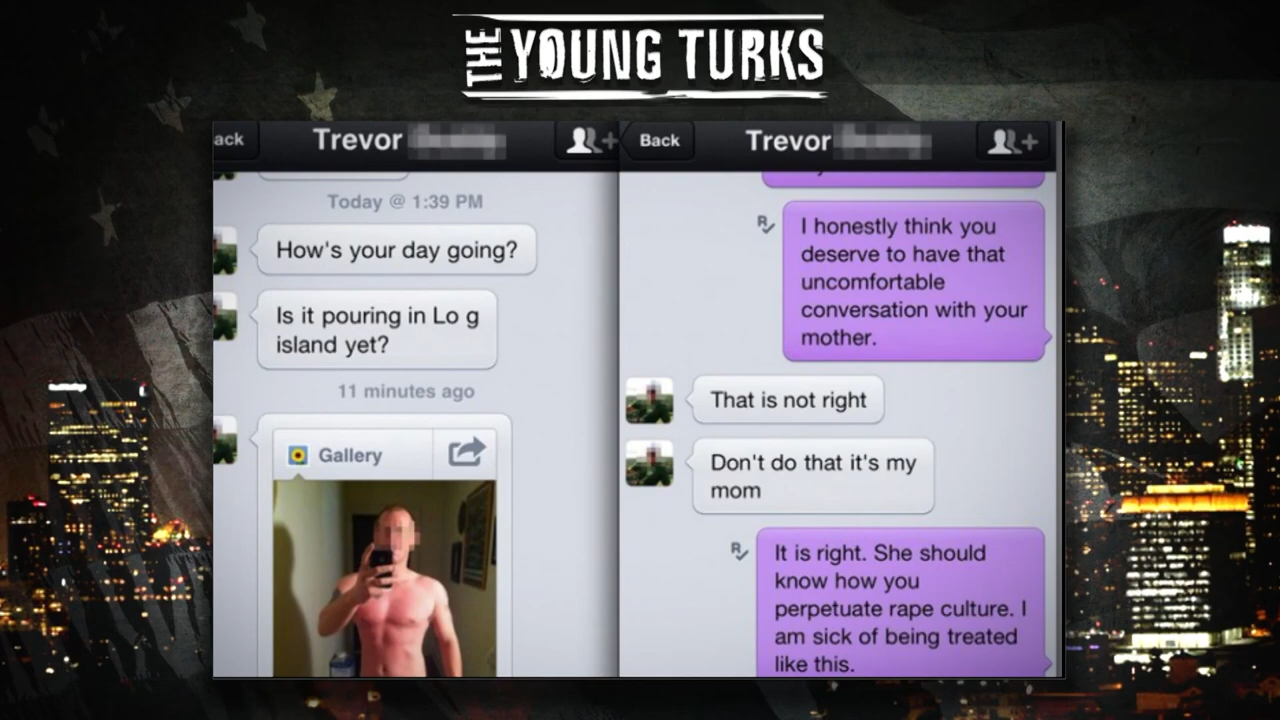 THE YOUNG TURKS
ack
Trevor
Today @ 1:39 PM
How's your day going?
Is it pouring in Lo g
island yet?
11 minutes ago
Gallery
Back
Trevor
I honestly think you
deserve to have that
uncomfortable
conversation with your
mother.
That is not right
Don't do that it's my
mom
It is right. She should
know how you
perpetuate rape culture. I
am sick of being treated
like this.